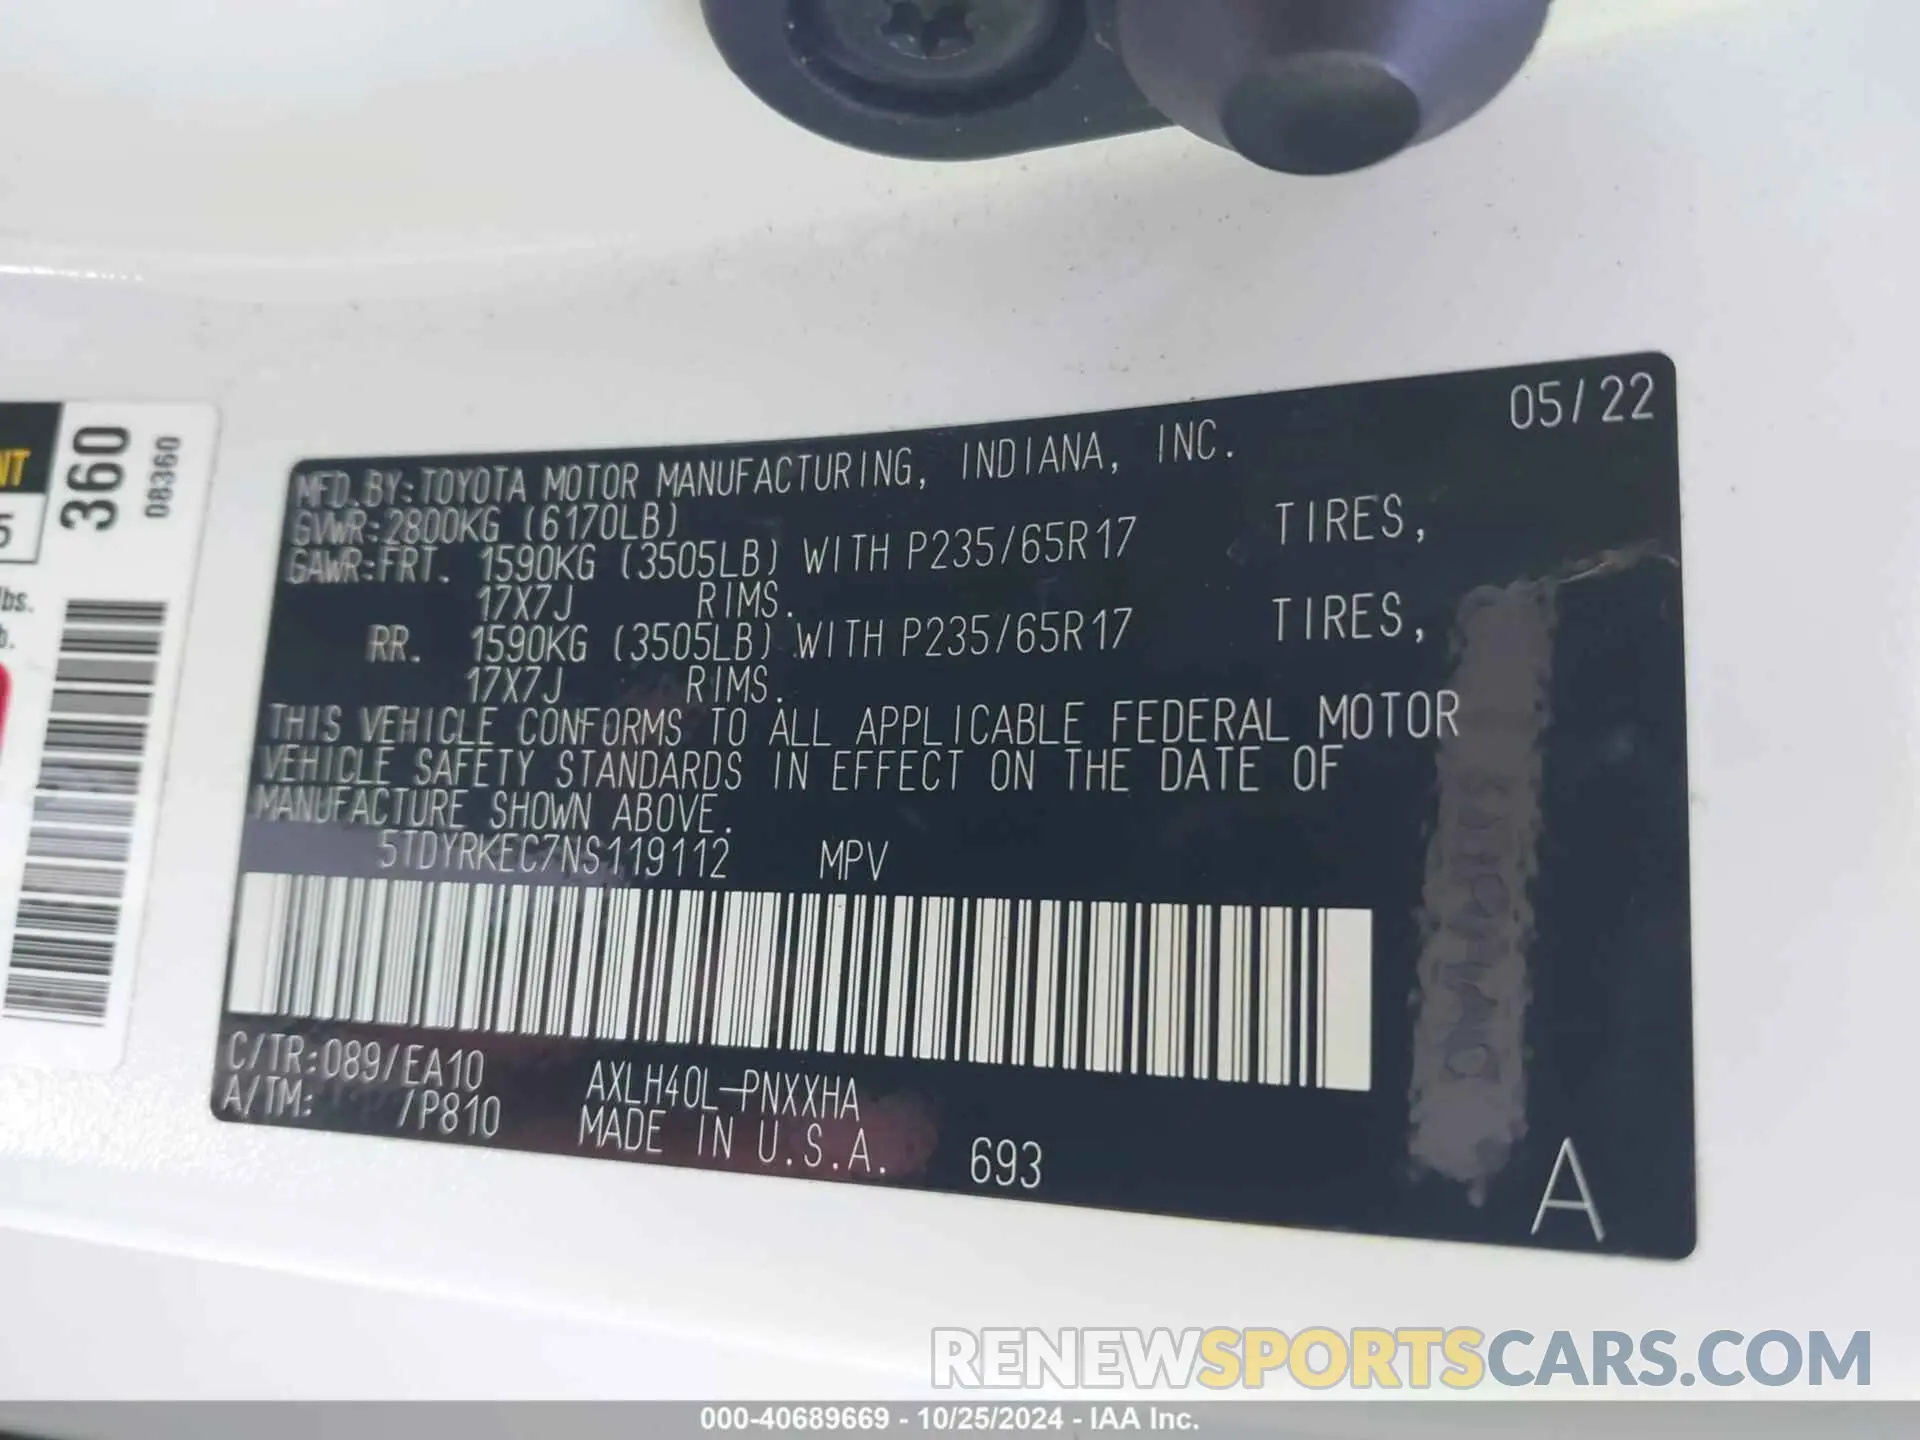 05/22
MFD.BY:TOYOTA MOTOR MANUFACTURING, INDIANA, INC.
GVWR:2800KG (6170LB)
GAWR:FRT. 1590KG (3505LB) WITH P235/65R17 TIRES,
17X7J RIMS.
RR. 1590KG (3505LB) WITH P235/65R17 TIRES,
17X7J RIMS.
THIS VEHICLE CONFORMS TO ALL APPLICABLE FEDERAL MOTOR
VEHICLE SAFETY STANDARDS IN EFFECT ON THE DATE OF
MANUFACTURE SHOWN ABOVE.
5TDYRKEC7NS119112 MPV
C/TR:089/EA10 AXLH40L-PNXXHA
A/TM: /P810 MADE IN U.S.A. 693
A
NT
5
360
08360
lbs.
b.
RENEWSPORTSCARS.COM
000-40689669 - 10/25/2024 - IAA Inc.